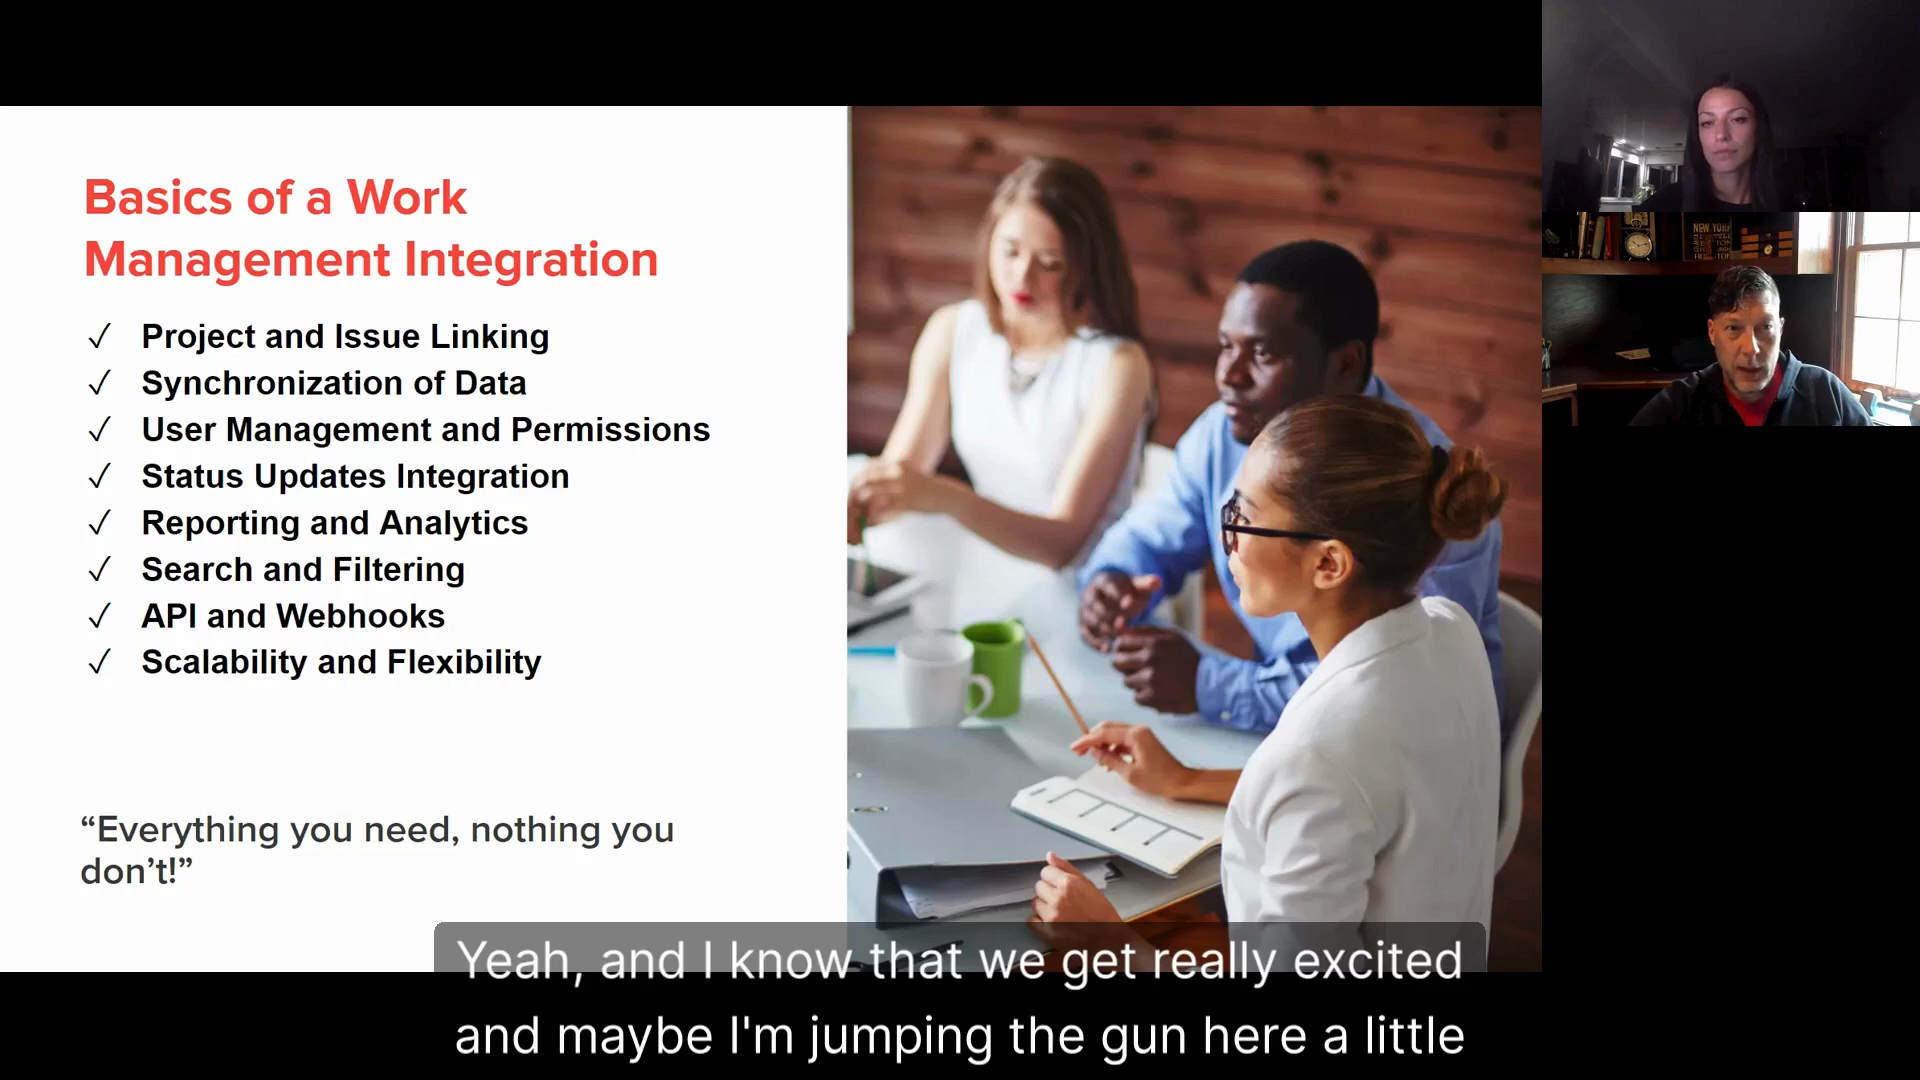 Basics of a Work
Management Integration
✓ Project and Issue Linking
✓ Synchronization of Data
✓ User Management and Permissions
✓ Status Updates Integration
✓ Reporting and Analytics
✓ Search and Filtering
✓ API and Webhooks
✓ Scalability and Flexibility
“Everything you need, nothing you
don’t!”
Yeah, and I know that we get really excited
and maybe I'm jumping the gun here a little
NEW YORK